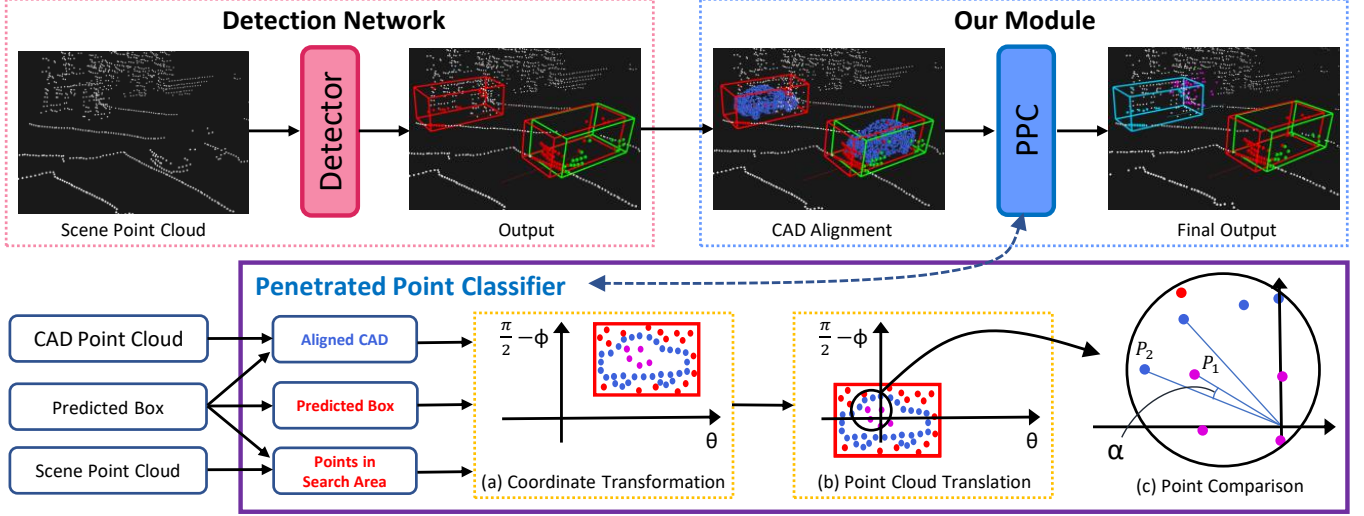 Detection Network
Our Module
Detector
PPC
Scene Point Cloud
Output
CAD Alignment
Final Output
Penetrated Point Classifier
CAD Point Cloud
Predicted Box
Scene Point Cloud
Aligned CAD
Predicted Box
Points in
Search Area
π/2 −ϕ
θ
(a) Coordinate Transformation
π/2 −ϕ
θ
(b) Point Cloud Translation
P₂
P₁
α
(c) Point Comparison